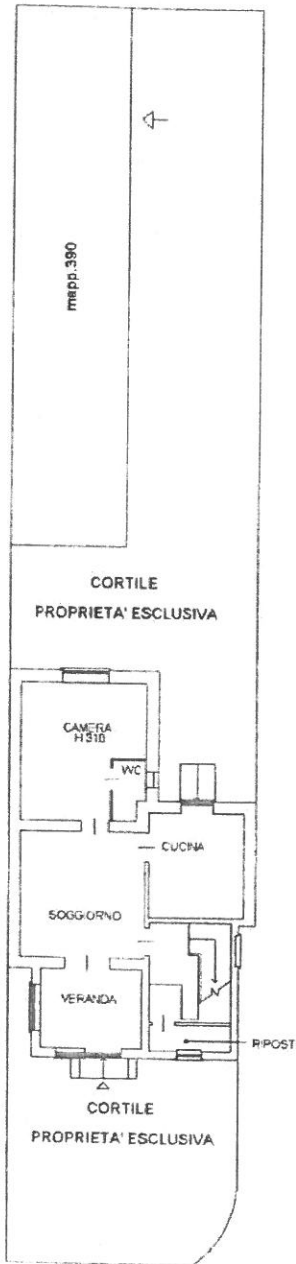 mapp.390
CORTILE
PROPRIETA' ESCLUSIVA
CAMERA
H 310
WC
CUCINA
SOGGIORNO
VERANDA
RIPOST
CORTILE
PROPRIETA' ESCLUSIVA